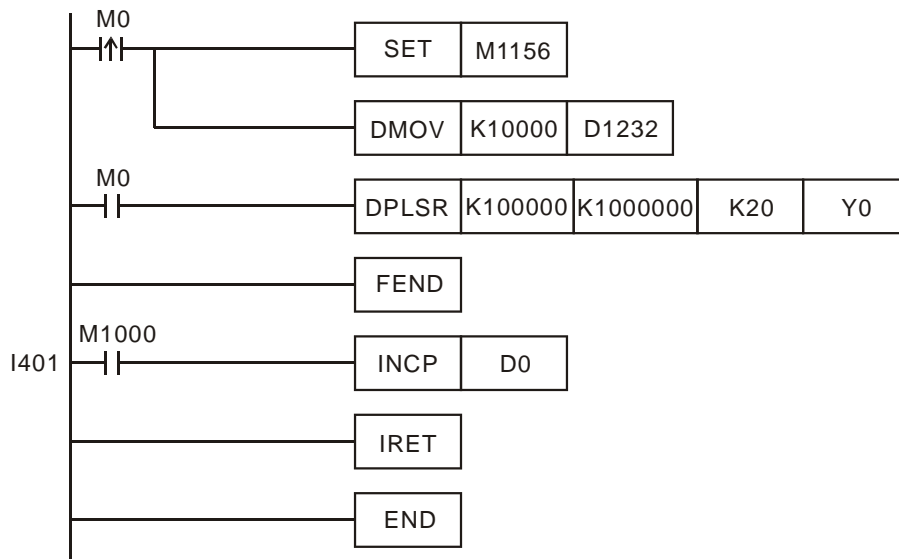 M0
SET M1156
DMOV K10000 D1232
M0
DPLSR K100000 K1000000 K20 Y0
FEND
M1000
I401 INCP D0
IRET
END